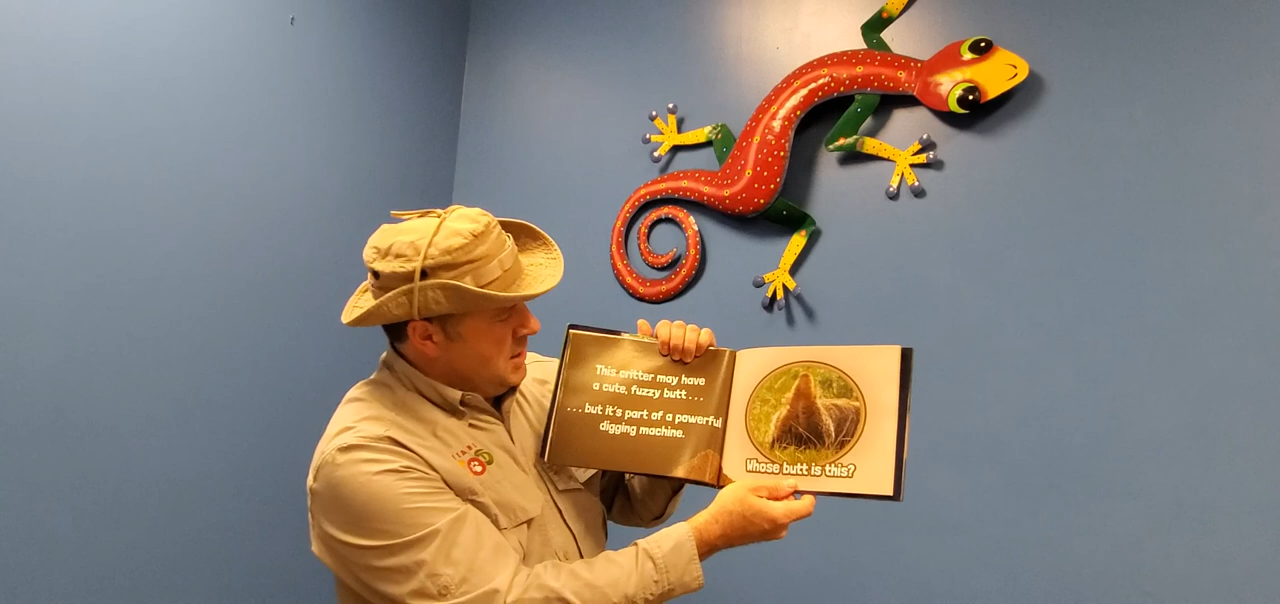 This critter may have
a cute, fuzzy butt...
...but it's part of a powerful
digging machine.
Whose butt is this?